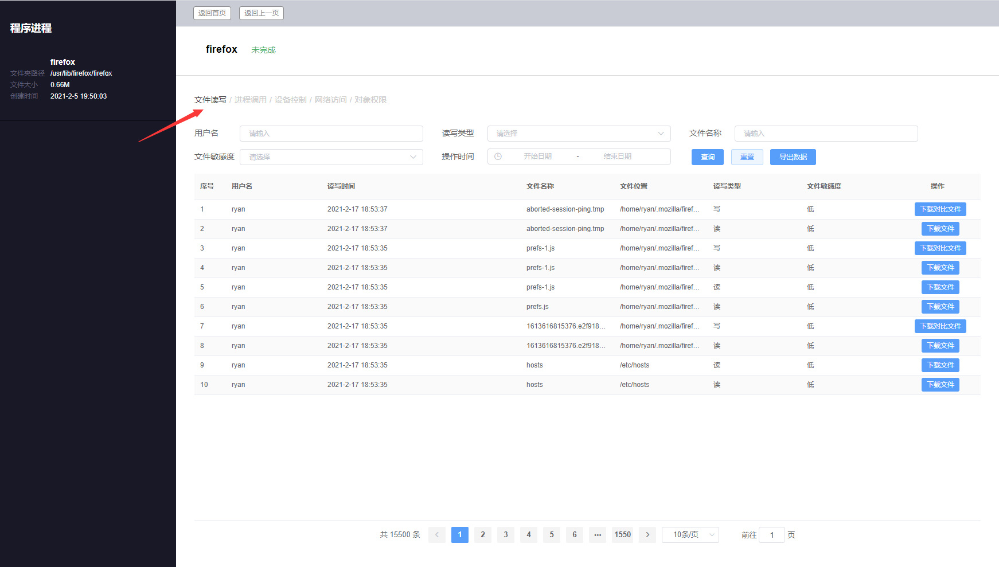 返回首页 返回上一页
程序进程
firefox
文件夹路径 /usr/lib/firefox/firefox
文件大小 0.66M
创建时间 2021-2-5 19:50:03
firefox 未完成
文件读写 / 进程调用 / 设备控制 / 网络访问 / 对象权限
用户名 请输入 读写类型 请选择 文件名称 请输入
文件敏感度 请选择 操作时间 开始日期 - 结束日期 查询 重置 导出数据
序号 用户名 读写时间 文件名称 文件位置 读写类型 文件敏感度 操作
1 ryan 2021-2-17 18:53:37 aborted-session-ping.tmp /home/ryan/.mozilla/firef... 写 低 下载对比文件
2 ryan 2021-2-17 18:53:37 aborted-session-ping.tmp /home/ryan/.mozilla/firef... 读 低 下载文件
3 ryan 2021-2-17 18:53:35 prefs-1.js /home/ryan/.mozilla/firef... 写 低 下载对比文件
4 ryan 2021-2-17 18:53:35 prefs-1.js /home/ryan/.mozilla/firef... 读 低 下载文件
5 ryan 2021-2-17 18:53:35 prefs-1.js /home/ryan/.mozilla/firef... 读 低 下载文件
6 ryan 2021-2-17 18:53:35 prefs.js /home/ryan/.mozilla/firef... 读 低 下载文件
7 ryan 2021-2-17 18:53:35 1613616815376.e2f918... /home/ryan/.mozilla/firef... 写 低 下载对比文件
8 ryan 2021-2-17 18:53:35 1613616815376.e2f918... /home/ryan/.mozilla/firef... 读 低 下载文件
9 ryan 2021-2-17 18:53:35 hosts /etc/hosts 读 低 下载文件
10 ryan 2021-2-17 18:53:35 hosts /etc/hosts 读 低 下载文件
共 15500 条 < 1 2 3 4 5 6 ••• 1550 > 10条/页 前往 1 页